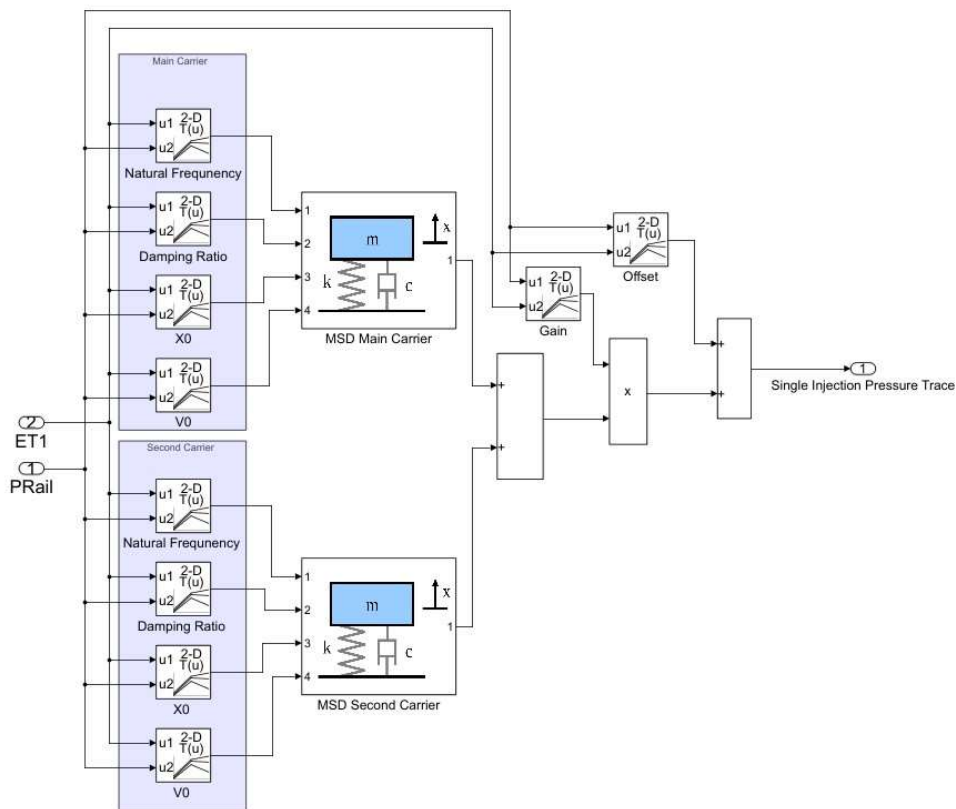 Main Carrier
u1 2-D
T(u)
u2
Natural Frequnency
u1 2-D
T(u)
u2
Damping Ratio
u1 2-D
T(u)
u2
X0
u1 2-D
T(u)
u2
V0
1
2
3
4
m
x
k
c
1
MSD Main Carrier
u1 2-D
T(u)
u2
Offset
u1 2-D
T(u)
u2
Gain
+
+
x
+
+
1
Single Injection Pressure Trace
2
ET1
1
PRail
Second Carrier
u1 2-D
T(u)
u2
Natural Frequnency
u1 2-D
T(u)
u2
Damping Ratio
u1 2-D
T(u)
u2
X0
u1 2-D
T(u)
u2
V0
1
2
3
4
m
x
k
c
1
MSD Second Carrier